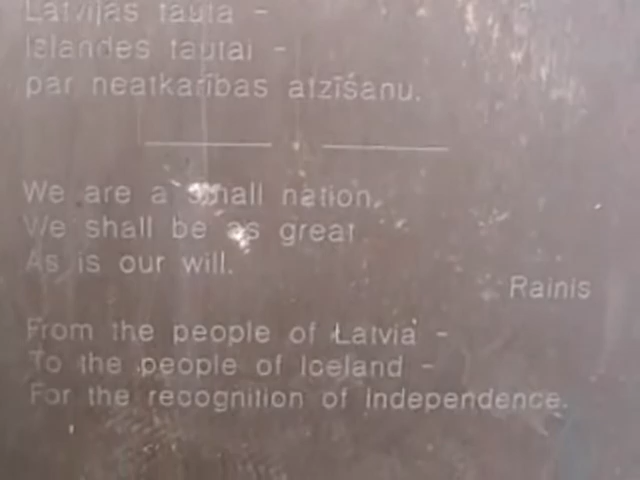 Latvijas tauta -
Islandes tautai -
par neatkarības atzīšanu.
We are a small nation,
We shall be as great
As is our will.
Rainis
From the people of Latvia -
To the people of Iceland -
For the recognition of Independence.